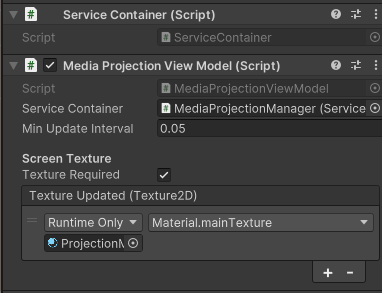 Service Container (Script)
Script ServiceContainer
Media Projection View Model (Script)
Script MediaProjectionViewModel
Service Container MediaProjectionManager (Service
Min Update Interval 0.05
Screen Texture
Texture Required
Texture Updated (Texture2D)
Runtime Only Material.mainTexture
ProjectionM
+ -